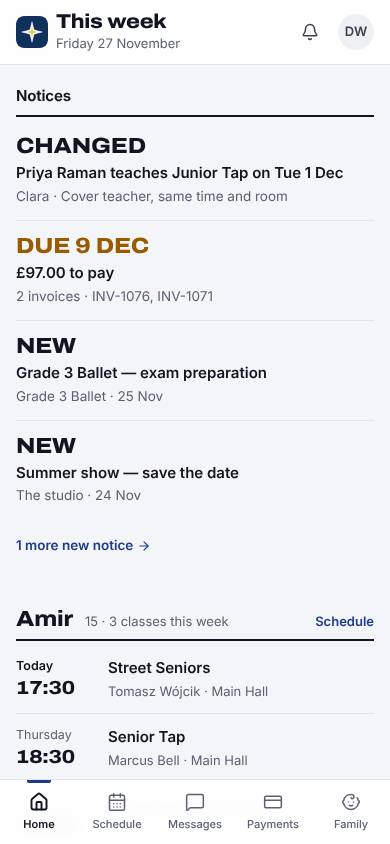 This week
Friday 27 November
DW
Notices
CHANGED
Priya Raman teaches Junior Tap on Tue 1 Dec
Clara · Cover teacher, same time and room
DUE 9 DEC
£97.00 to pay
2 invoices · INV-1076, INV-1071
NEW
Grade 3 Ballet — exam preparation
Grade 3 Ballet · 25 Nov
NEW
Summer show — save the date
The studio · 24 Nov
1 more new notice →
Amir 15 · 3 classes this week Schedule
Today Street Seniors
17:30 Tomasz Wójcik · Main Hall
Thursday Senior Tap
18:30 Marcus Bell · Main Hall
Home Schedule Messages Payments Family